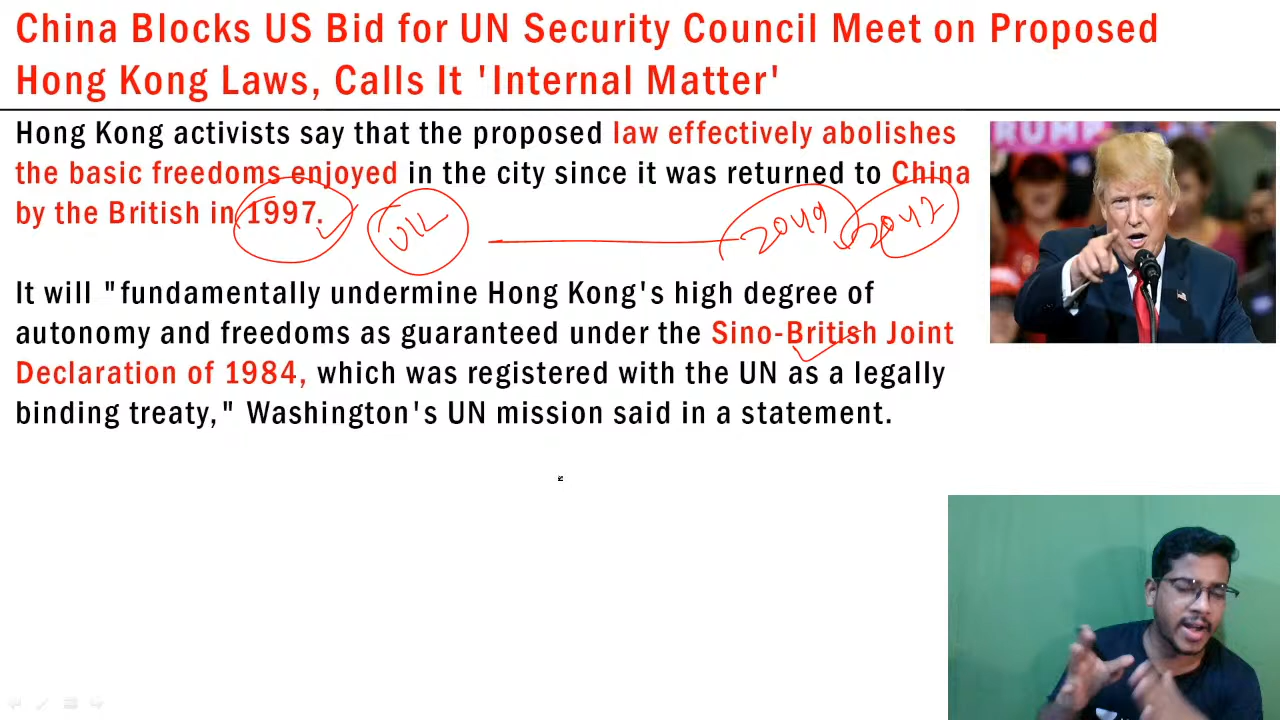 China Blocks US Bid for UN Security Council Meet on Proposed
Hong Kong Laws, Calls It 'Internal Matter'
Hong Kong activists say that the proposed law effectively abolishes
the basic freedoms enjoyed in the city since it was returned to China
by the British in 1997.
2049 2047
It will "fundamentally undermine Hong Kong's high degree of
autonomy and freedoms as guaranteed under the Sino-British Joint
Declaration of 1984, which was registered with the UN as a legally
binding treaty," Washington's UN mission said in a statement.
TRUMP